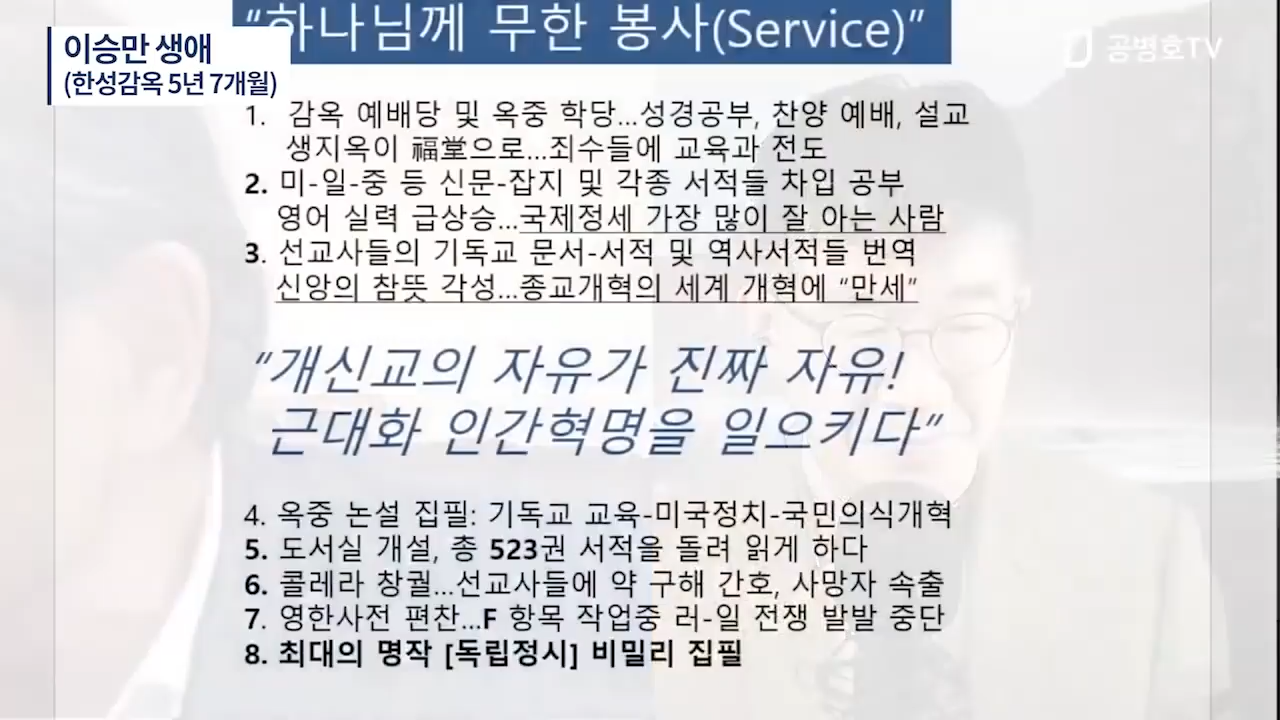 “하나님께 무한 봉사(Service)”
이승만 생애
(한성감옥 5년 7개월)
공병호TV
1. 감옥 예배당 및 옥중 학당...성경공부, 찬양 예배, 설교
생지옥이 福堂으로...죄수들에 교육과 전도
2. 미-일-중 등 신문-잡지 및 각종 서적들 차입 공부
영어 실력 급상승...국제정세 가장 많이 잘 아는 사람
3. 선교사들의 기독교 문서-서적 및 역사서적들 번역
신앙의 참뜻 각성...종교개혁의 세계 개혁에 “만세”
“개신교의 자유가 진짜 자유!
근대화 인간혁명을 일으키다”
4. 옥중 논설 집필: 기독교 교육-미국정치-국민의식개혁
5. 도서실 개설, 총 523권 서적을 돌려 읽게 하다
6. 콜레라 창궐...선교사들에 약 구해 간호, 사망자 속출
7. 영한사전 편찬...F 항목 작업중 러-일 전쟁 발발 중단
8. 최대의 명작 [독립정시] 비밀리 집필